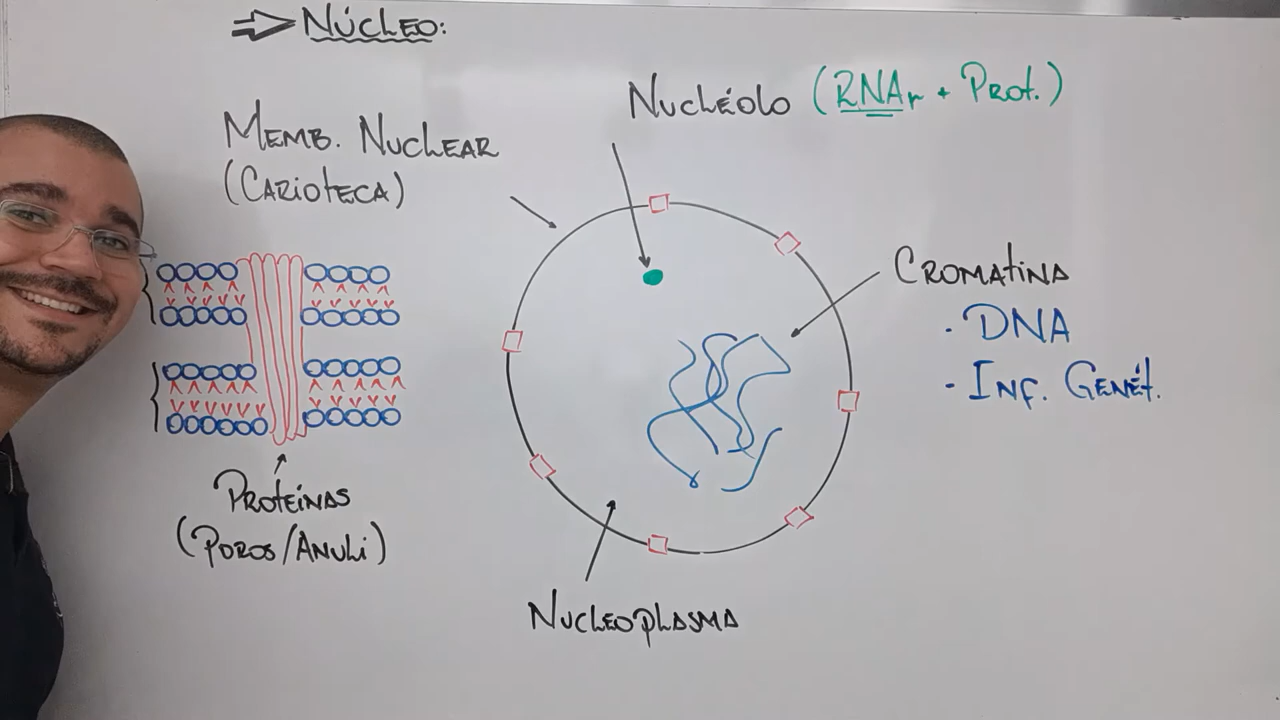 ⇒ NÚCLEO:
NUCLÉOLO (RNAr + PROT.)
MEMB. NUCLEAR
(CARIOTECA)
CROMATINA
· DNA
· INF. GENÉT.
PROTEÍNAS
(POROS/ANULI)
NUCLEOPLASMA